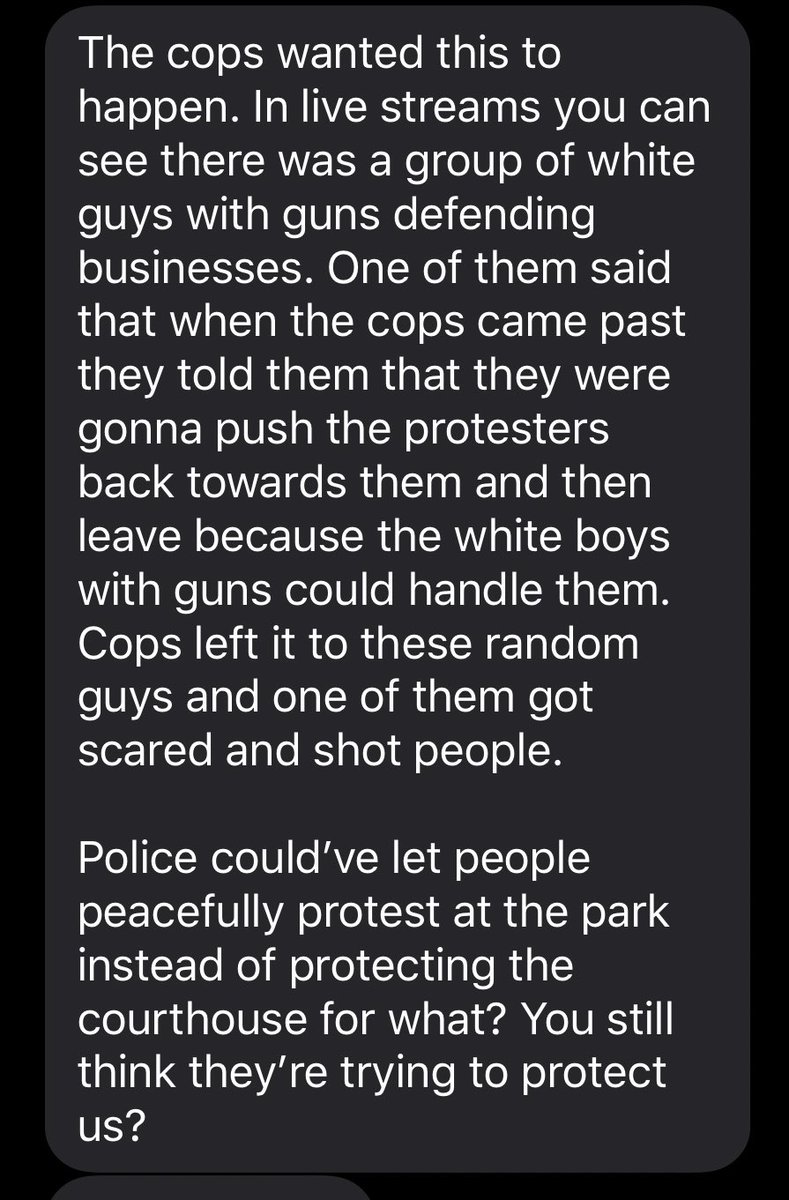 The cops wanted this to
happen. In live streams you can
see there was a group of white
guys with guns defending
businesses. One of them said
that when the cops came past
they told them that they were
gonna push the protesters
back towards them and then
leave because the white boys
with guns could handle them.
Cops left it to these random
guys and one of them got
scared and shot people.
Police could’ve let people
peacefully protest at the park
instead of protecting the
courthouse for what? You still
think they’re trying to protect
us?